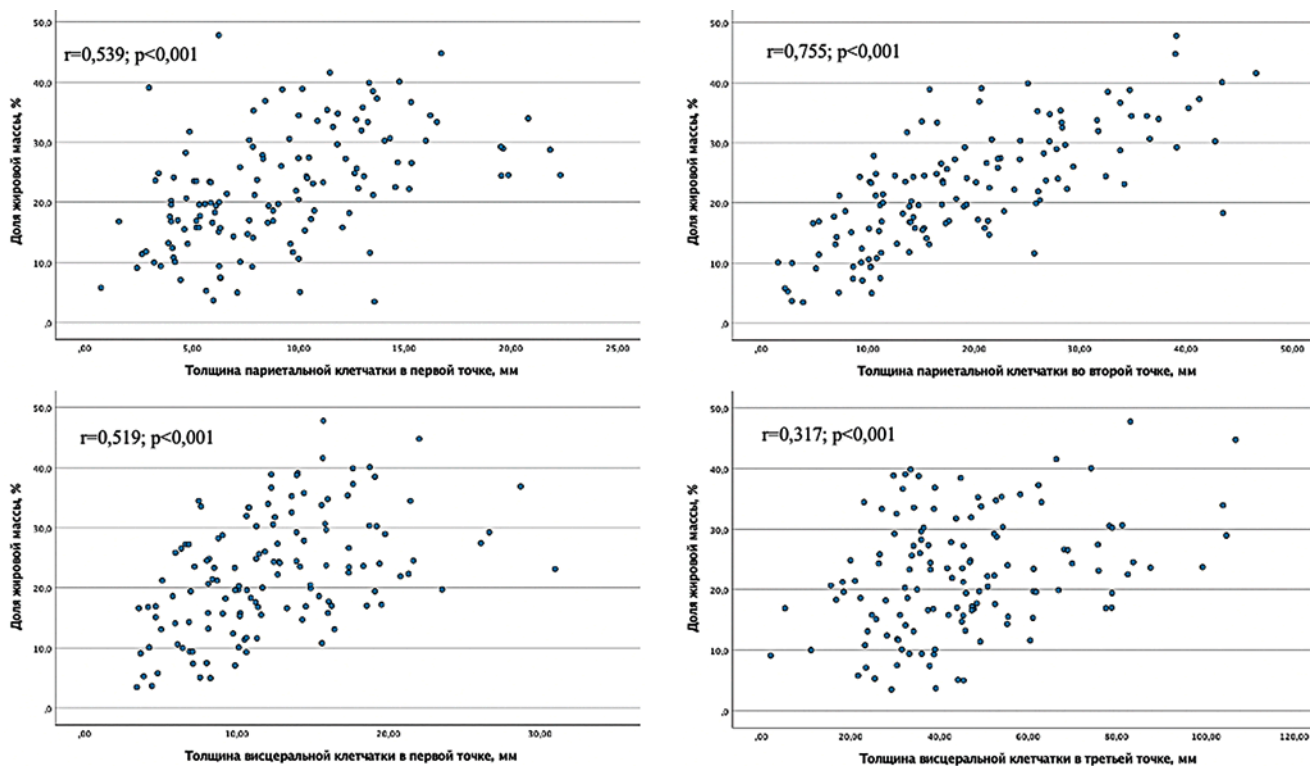 50,0
r=0,539; p<0,001
40,0
30,0
20,0
10,0
,0
Доля жировой массы, %
,00 5,00 10,00 15,00 20,00 25,00
Толщина париетальной клетчатки в первой точке, мм
50,0
r=0,755; p<0,001
40,0
30,0
20,0
10,0
,0
Доля жировой массы, %
,00 10,00 20,00 30,00 40,00 50,00
Толщина париетальной клетчатки во второй точке, мм
50,0
r=0,519; p<0,001
40,0
30,0
20,0
10,0
,0
Доля жировой массы, %
,00 10,00 20,00 30,00
Толщина висцеральной клетчатки в первой точке, мм
50,0
r=0,317; p<0,001
40,0
30,0
20,0
10,0
,0
Доля жировой массы, %
,00 20,00 40,00 60,00 80,00 100,00 120,00
Толщина висцеральной клетчатки в третьей точке, мм